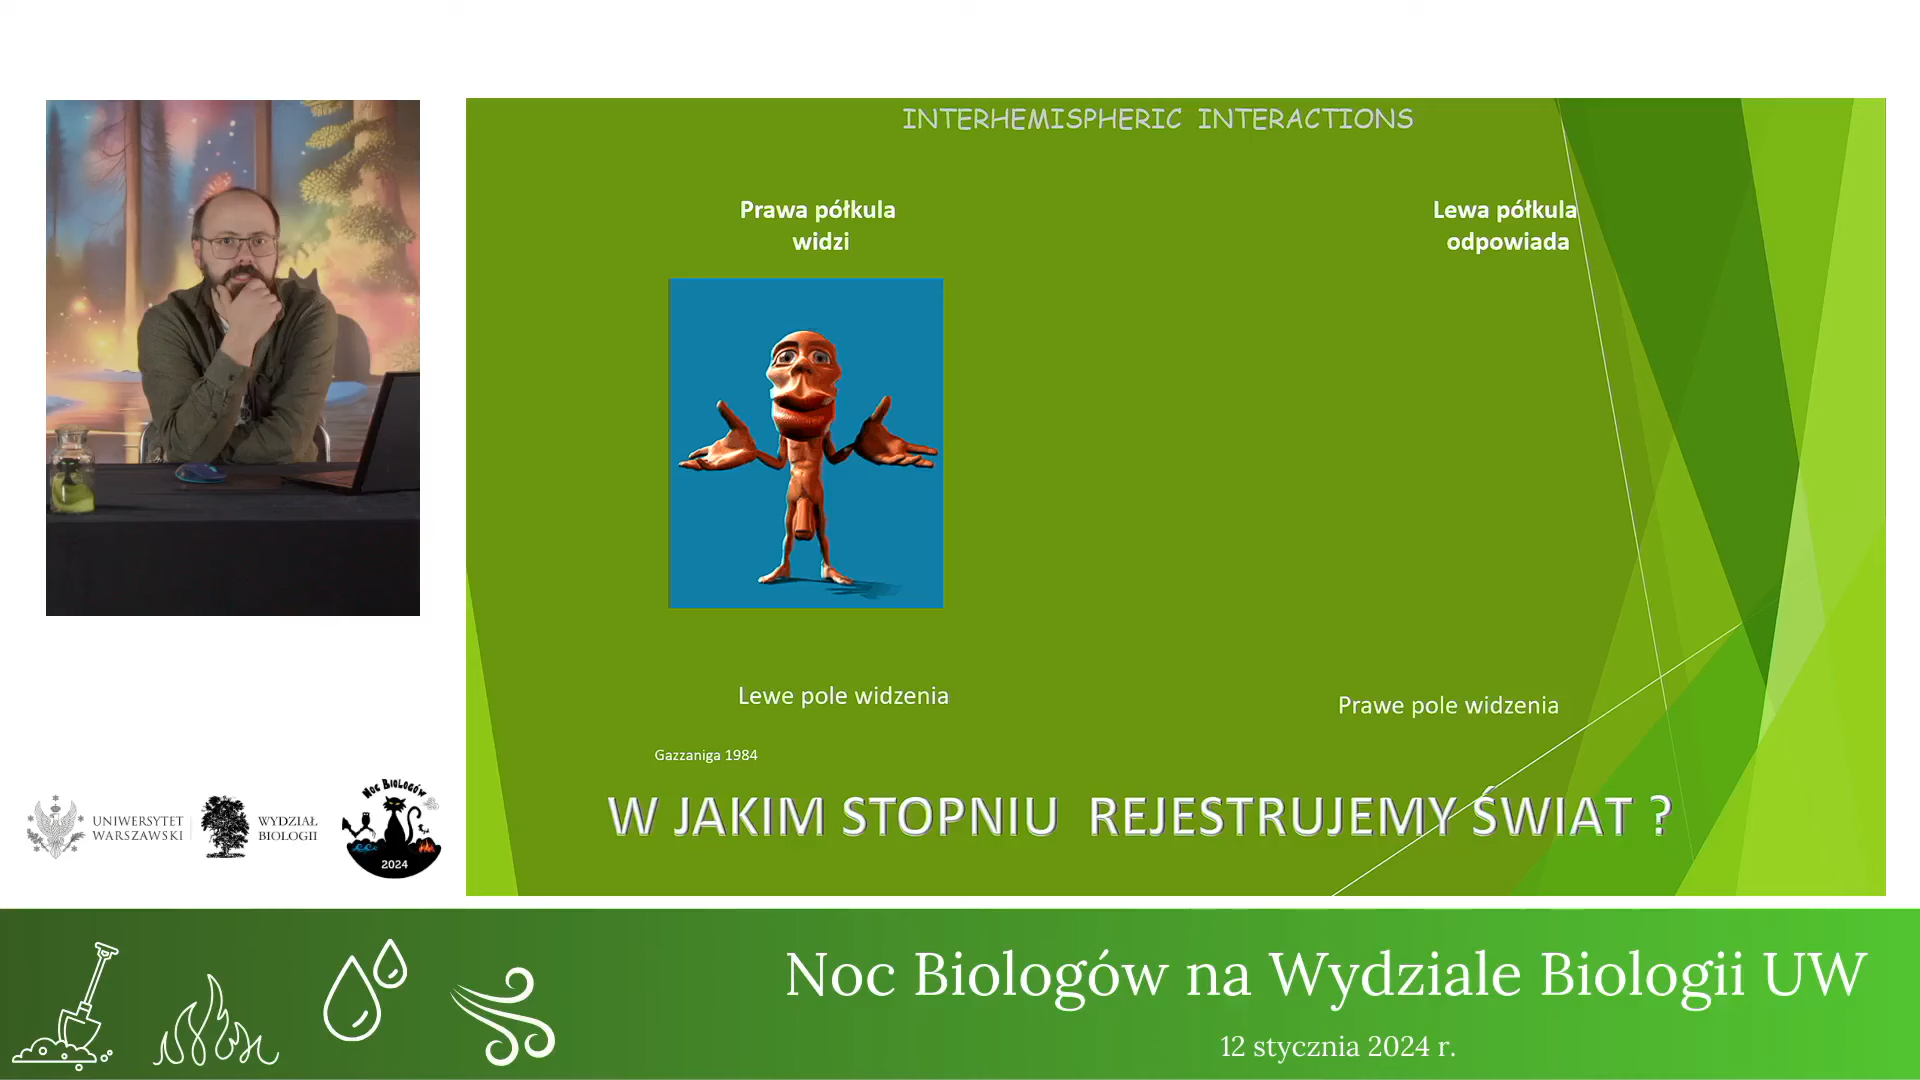 INTERHEMISPHERIC INTERACTIONS
Prawa półkula
widzi
Lewa półkula
odpowiada
Lewe pole widzenia
Prawe pole widzenia
Gazzaniga 1984
W JAKIM STOPNIU REJESTRUJEMY ŚWIAT ?
UNIWERSYTET
WARSZAWSKI
WYDZIAŁ
BIOLOGII
Noc Biologów
2024
Noc Biologów na Wydziale Biologii UW
12 stycznia 2024 r.